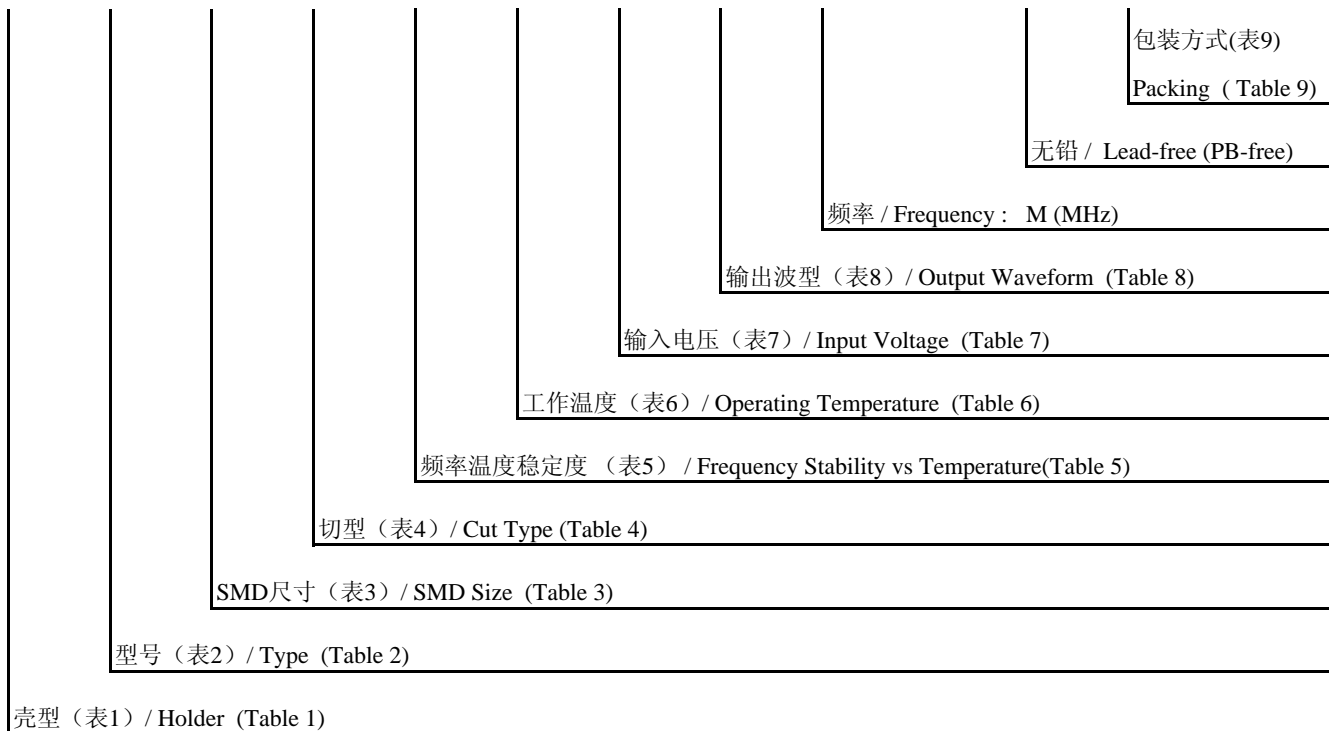 包装方式(表9)
Packing ( Table 9)
无铅 / Lead-free (PB-free)
频率 / Frequency : M (MHz)
输出波型（表8）/ Output Waveform (Table 8)
输入电压（表7）/ Input Voltage (Table 7)
工作温度（表6）/ Operating Temperature (Table 6)
频率温度稳定度 （表5） / Frequency Stability vs Temperature(Table 5)
切型（表4）/ Cut Type (Table 4)
SMD尺寸（表3）/ SMD Size (Table 3)
型号（表2）/ Type (Table 2)
壳型（表1）/ Holder (Table 1)